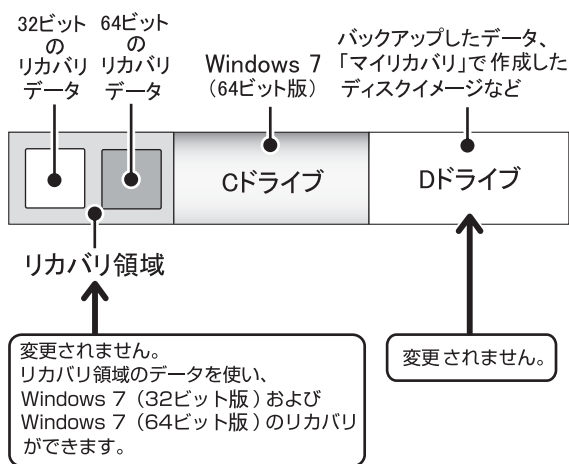 32ビット
の
リカバリ
データ
64ビット
の
リカバリ
データ
Windows 7
（64ビット版）
バックアップしたデータ、
「マイリカバリ」で作成した
ディスクイメージなど
Cドライブ
Dドライブ
リカバリ領域
変更されません。
リカバリ領域のデータを使い、
Windows 7（32ビット版）および
Windows 7（64ビット版）のリカバリ
ができます。
変更されません。